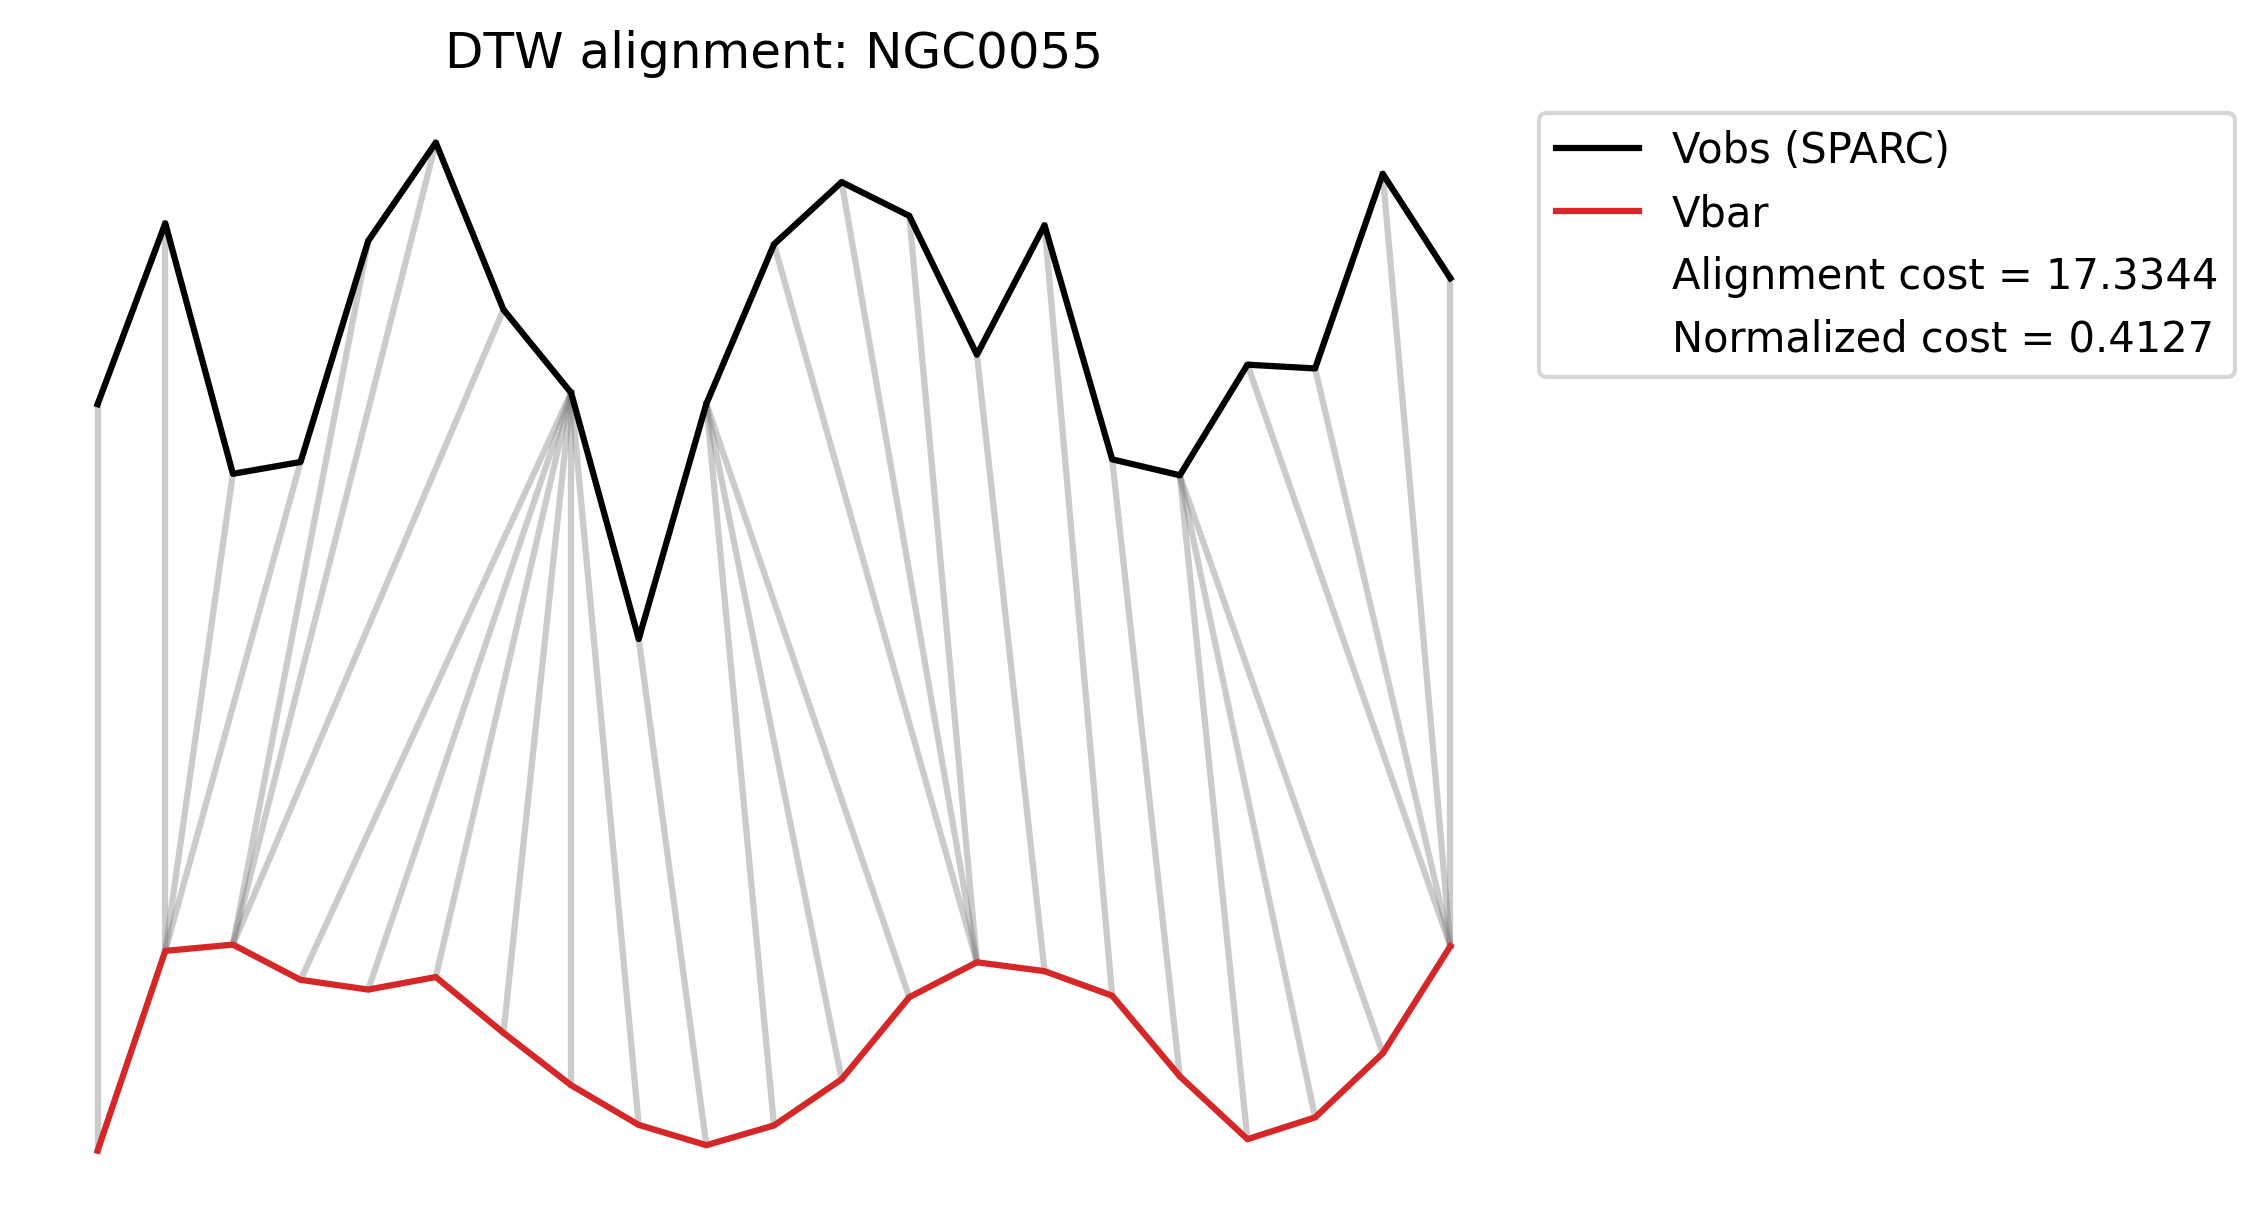 DTW alignment: NGC0055
Vobs (SPARC)
Vbar
Alignment cost = 17.3344
Normalized cost = 0.4127